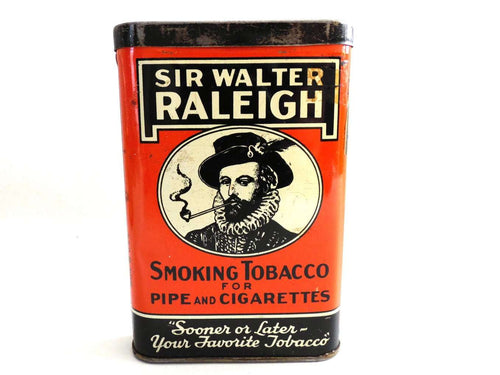 SIR WALTER
RALEIGH
SMOKING TOBACCO
FOR
PIPE AND CIGARETTES
"Sooner or Later~
Your Favorite Tobacco"